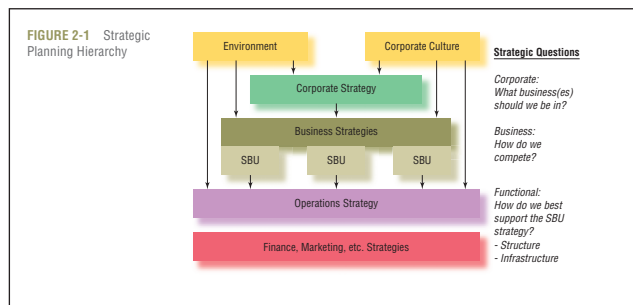 FIGURE 2-1 Strategic
Planning Hierarchy
Environment
Corporate Culture
Corporate Strategy
Business Strategies
SBU
SBU
SBU
Operations Strategy
Finance, Marketing, etc. Strategies
Strategic Questions
Corporate:
What business(es)
should we be in?
Business:
How do we
compete?
Functional:
How do we best
support the SBU
strategy?
- Structure
- Infrastructure